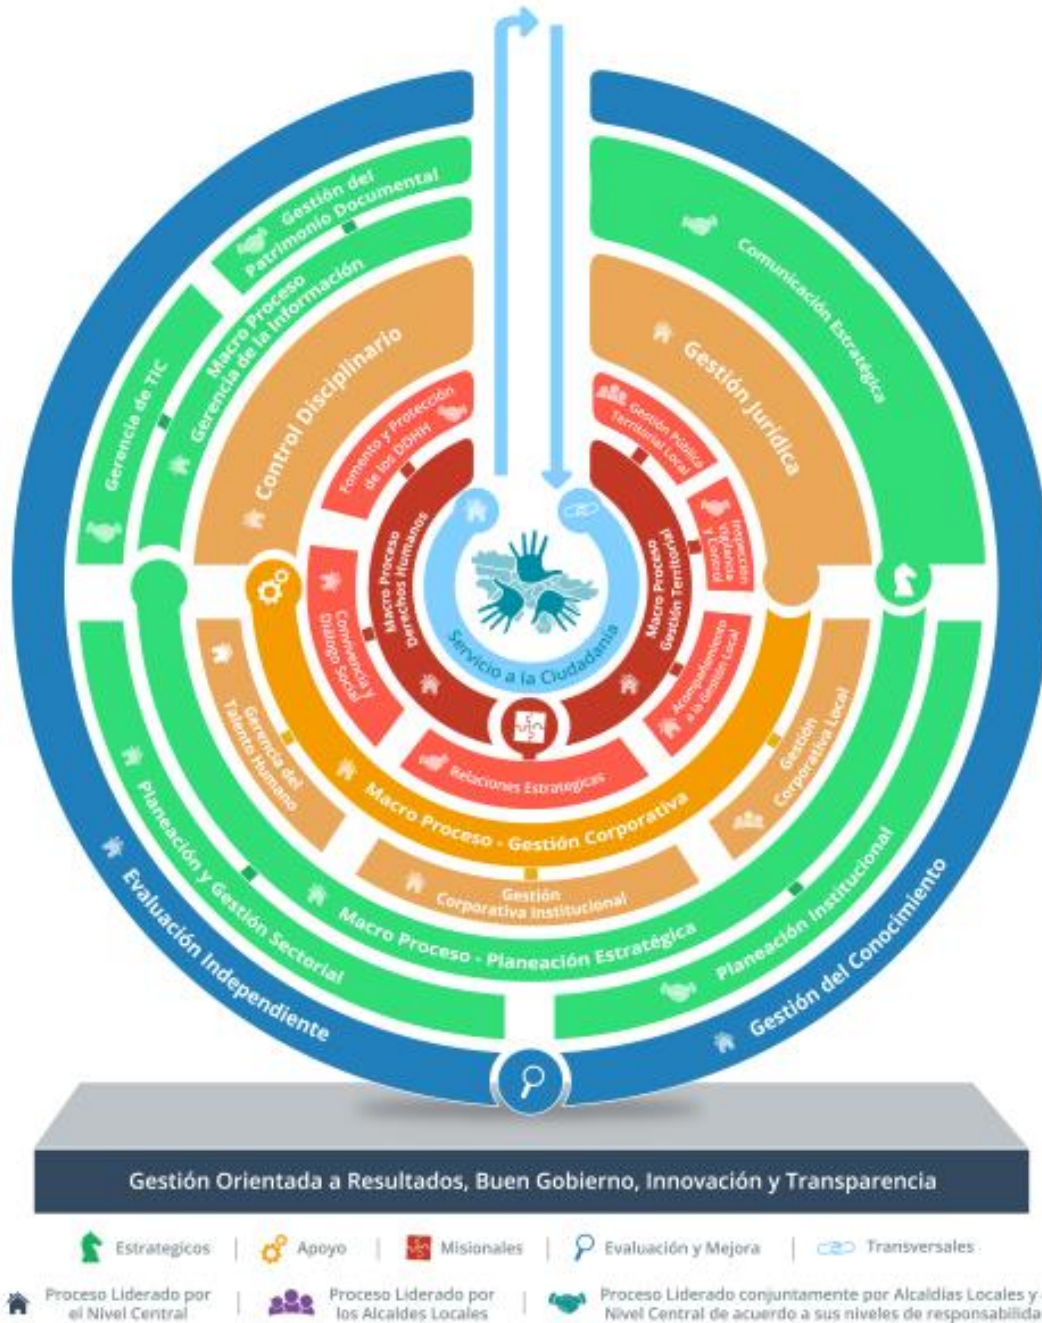 Gestión del
Patrimonio Documental
Macro Proceso
Gerencia de la Información
Gerencia de TIC
Comunicación Estratégica
Control Disciplinario
Gestión Jurídica
Fomento y Protección
de los DDHH
Gestión Pública
Territorial Local
Inspección
Vigilancia
y Control
Macro Proceso
Derechos Humanos
Macro Proceso
Gestión Territorial
Servicio a la Ciudadanía
Convivencia y
Diálogo Social
Acompañamiento
a la Gestión Local
Relaciones Estrategicas
Gerencia del
Talento Humano
Macro Proceso - Gestión Corporativa
Gestión
Corporativa Local
Gestión
Corporativa Institucional
Planeación y Gestión Sectorial
Macro Proceso - Planeación Estratégica
Planeación Institucional
Evaluación Independiente
Gestión del Conocimiento
Gestión Orientada a Resultados, Buen Gobierno, Innovación y Transparencia
Estrategicos
Apoyo
Misionales
Evaluación y Mejora
Transversales
Proceso Liderado por
el Nivel Central
Proceso Liderado por
los Alcaldes Locales
Proceso Liderado conjuntamente por Alcaldías Locales y
Nivel Central de acuerdo a sus niveles de responsabilida